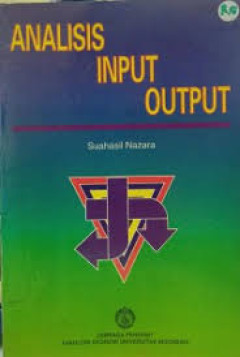 ANALISIS
INPUT
OUTPUT
Suahasil Nazara
LEMBAGA PENERBIT
FAKULTAS EKONOMI UNIVERSITAS INDONESIA